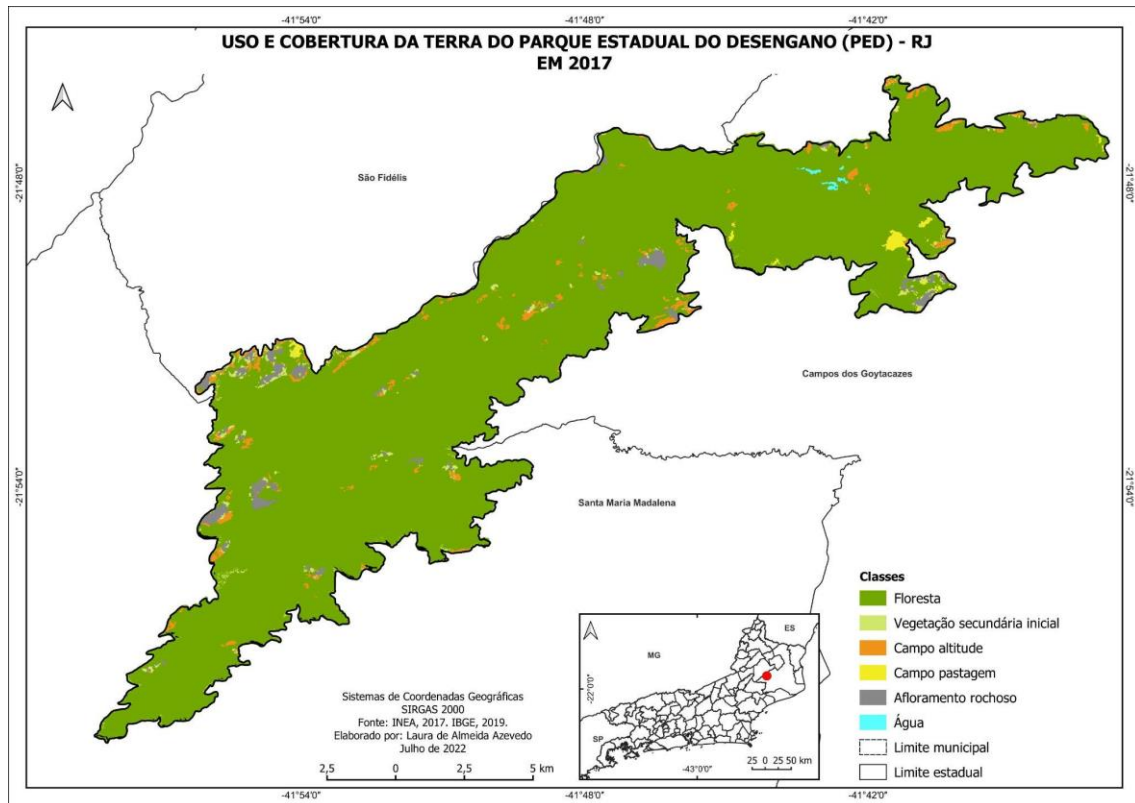 -41°54'0"
-41°48'0"
-41°42'0"
USO E COBERTURA DA TERRA DO PARQUE ESTADUAL DO DESENGANO (PED) - RJ
EM 2017
-21°48'0"
-21°48'0"
São Fidélis
Campos dos Goytacazes
-21°54'0"
-21°54'0"
Santa Maria Madalena
Classes
Floresta
Vegetação secundária inicial
Campo altitude
Campo pastagem
Afloramento rochoso
Água
Limite municipal
Limite estadual
ES
MG
-22°0'0"
SP
-43°0'0"
25 0 25 50 km
Sistemas de Coordenadas Geográficas
SIRGAS 2000
Fonte: INEA, 2017. IBGE, 2019.
Elaborado por: Laura de Almeida Azevedo
Julho de 2022
2,5 0 2,5 5 km
-41°54'0"
-41°48'0"
-41°42'0"